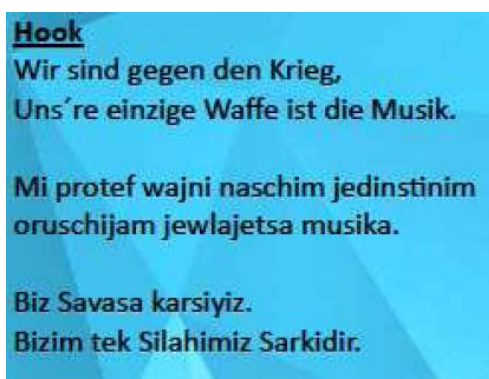 Hook
Wir sind gegen den Krieg,
Uns´re einzige Waffe ist die Musik.
Mi protef wajni naschim jedinstinim
oruschijam jewlajetsa musika.
Biz Savasa karsiyiz.
Bizim tek Silahimiz Sarkidir.